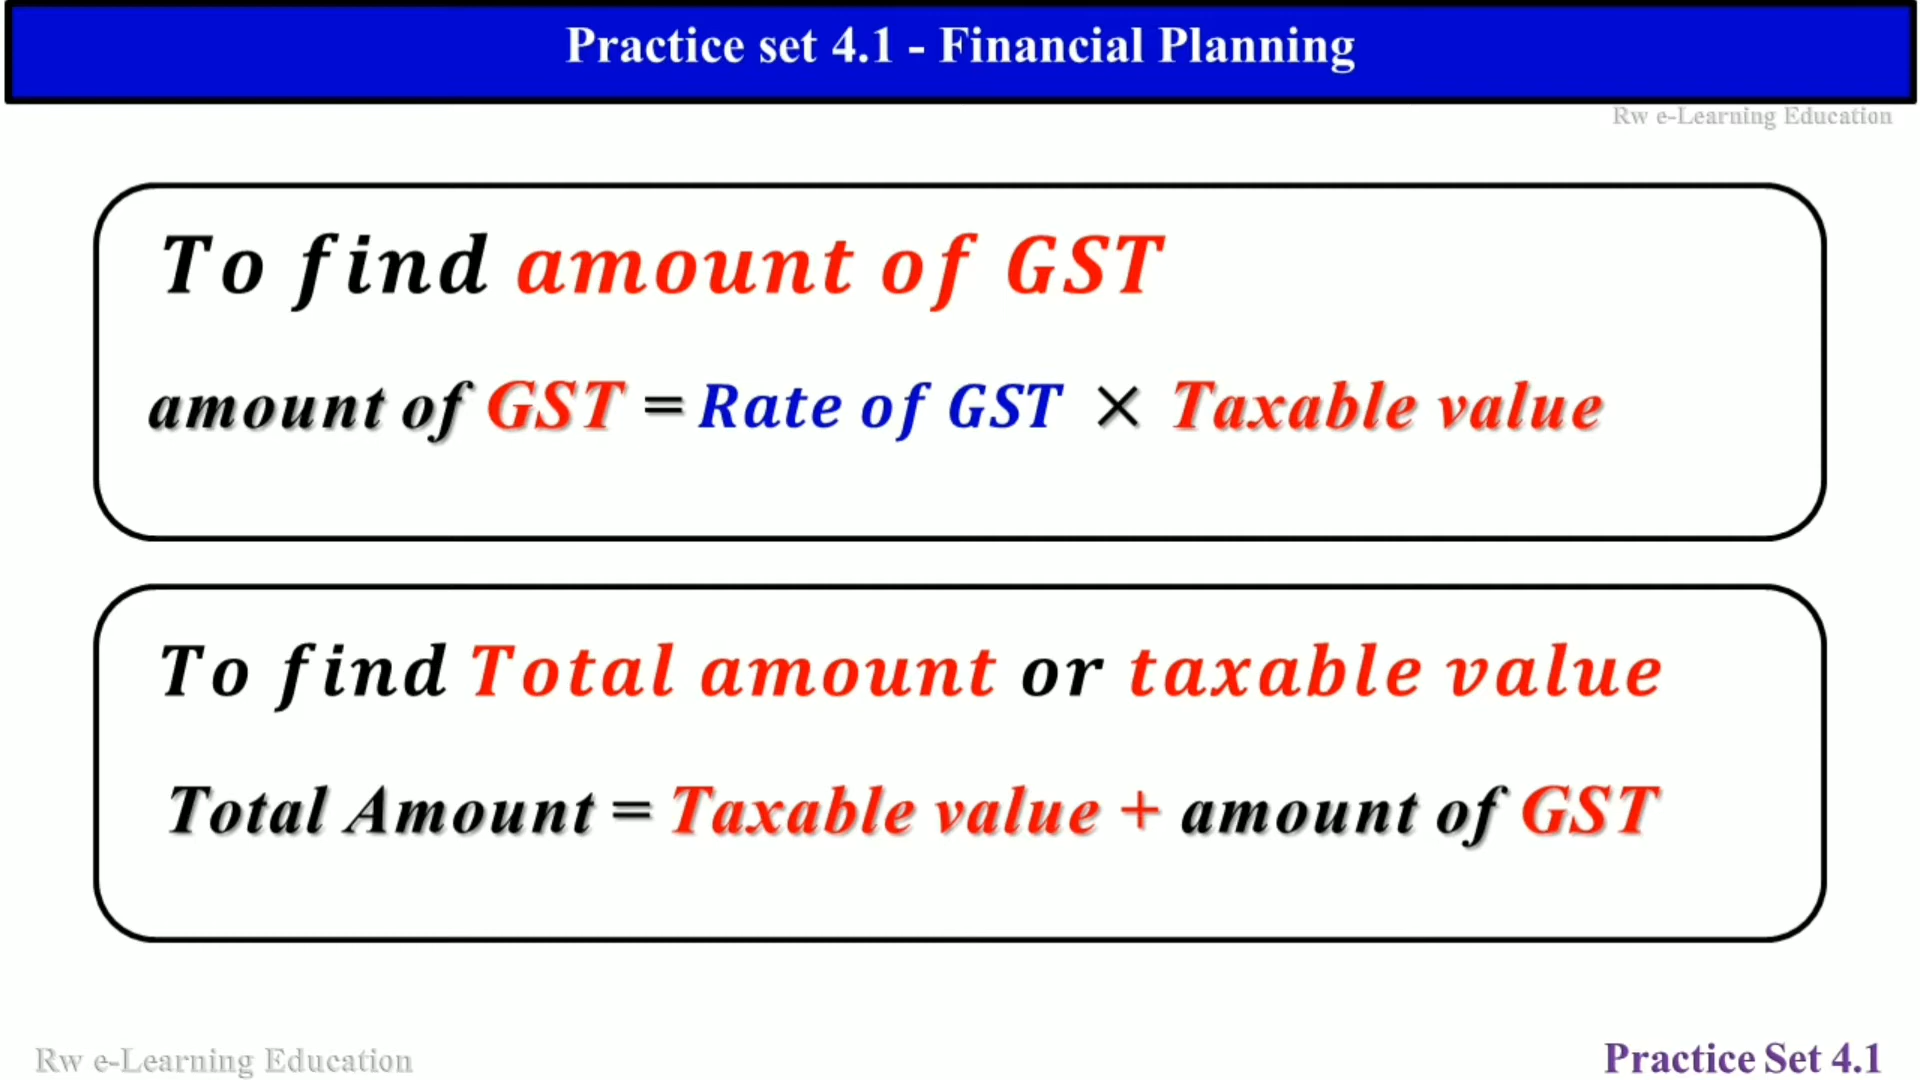 Practice set 4.1 - Financial Planning
Rw e-Learning Education
To find amount of GST
amount of GST = Rate of GST × Taxable value
To find Total amount or taxable value
Total Amount = Taxable value + amount of GST
Rw e-Learning Education
Practice Set 4.1